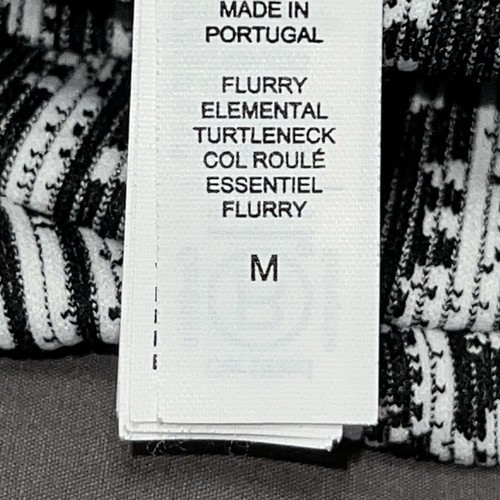 MADE IN
PORTUGAL
FLURRY
ELEMENTAL
TURTLENECK
COL ROULÉ
ESSENTIEL
FLURRY
M